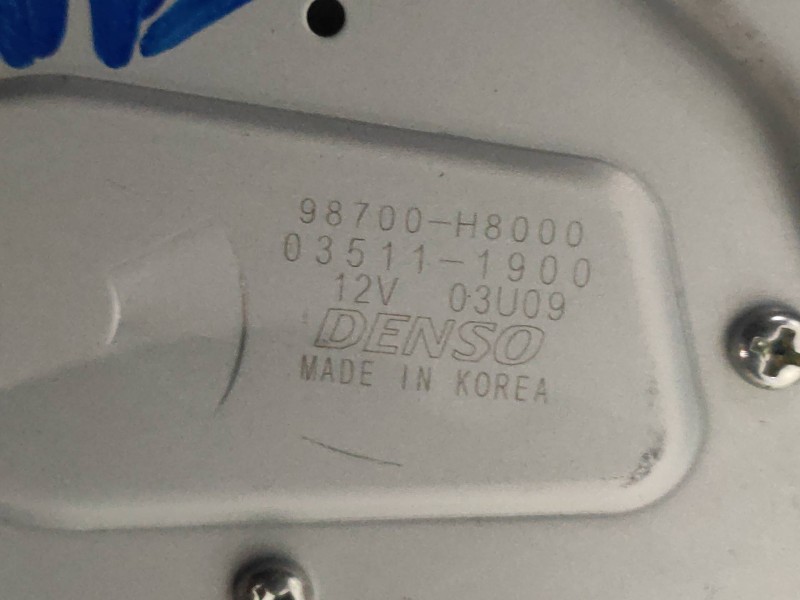 98700-H8000
03511-1900
12V 03U09
DENSO
MADE IN KOREA